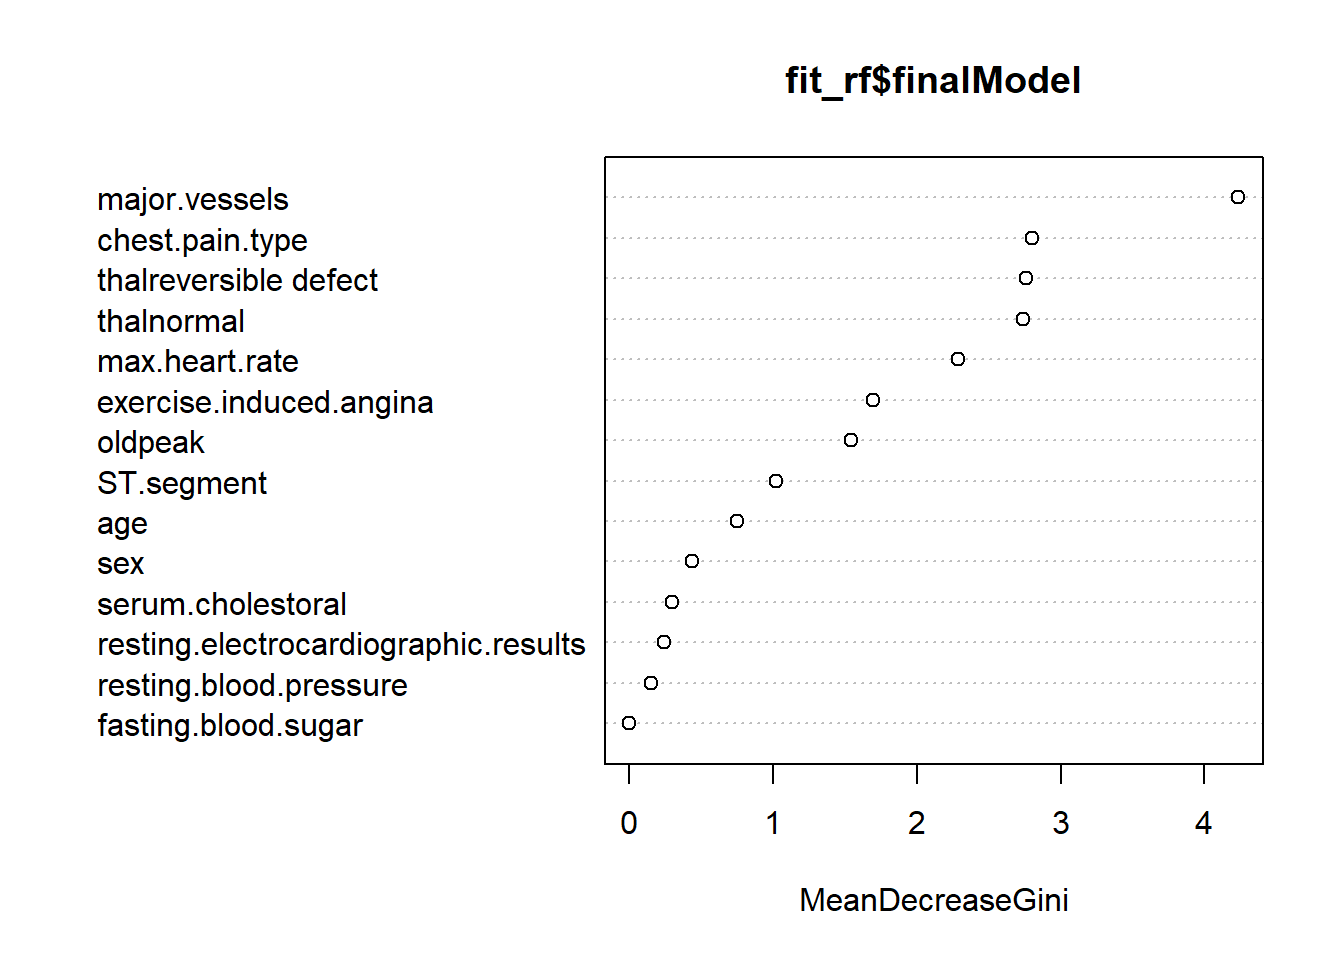 fit_rf$finalModel
major.vessels
chest.pain.type
thalreversible defect
thalnormal
max.heart.rate
exercise.induced.angina
oldpeak
ST.segment
age
sex
serum.cholestoral
resting.electrocardiographic.results
resting.blood.pressure
fasting.blood.sugar
0 1 2 3 4
MeanDecreaseGini